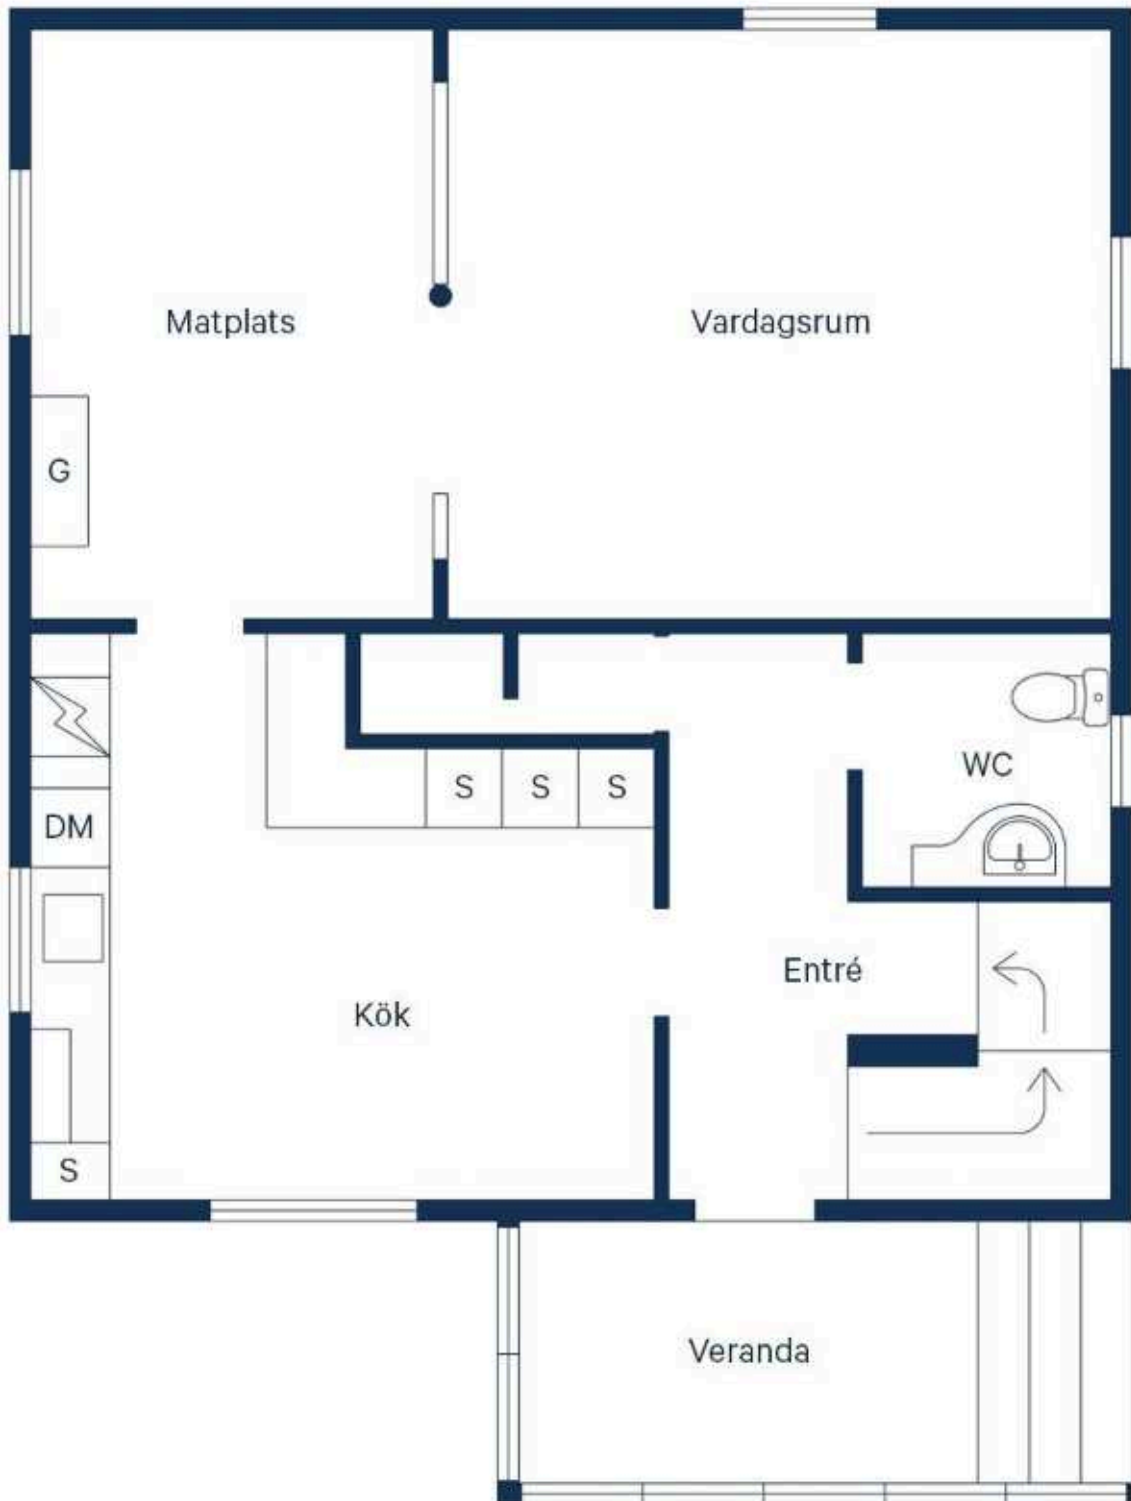 Matplats
Vardagsrum
G
S
S
S
WC
DM
Entré
Kök
S
Veranda